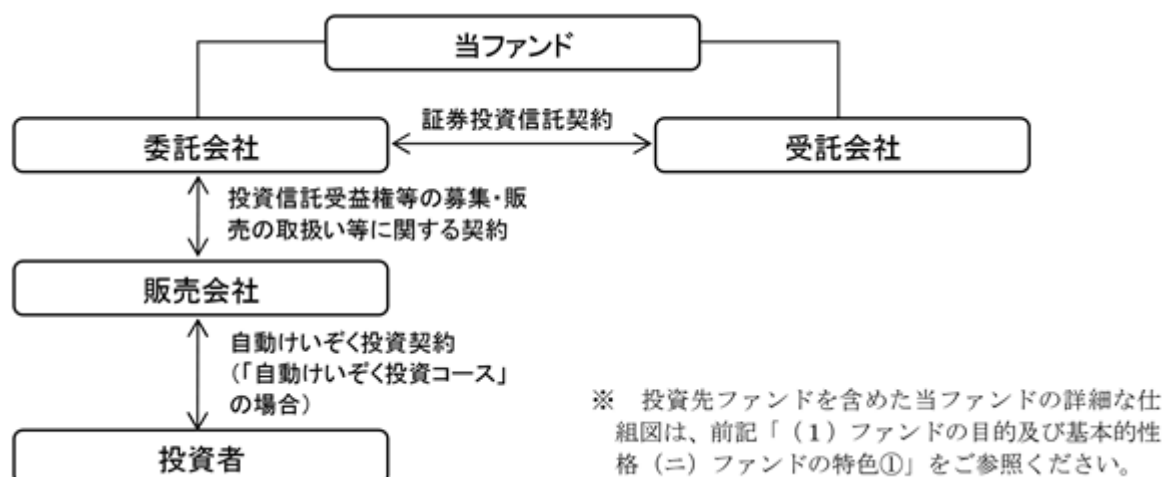 当ファンド
委託会社
証券投資信託契約
受託会社
投資信託受益権等の募集・販
売の取扱い等に関する契約
販売会社
自動けいぞく投資契約
(「自動けいぞく投資コース」
の場合)
投資者
※ 投資先ファンドを含めた当ファンドの詳細な仕
組図は、前記「(1)ファンドの目的及び基本的性
格(ニ)ファンドの特色①」をご参照ください。